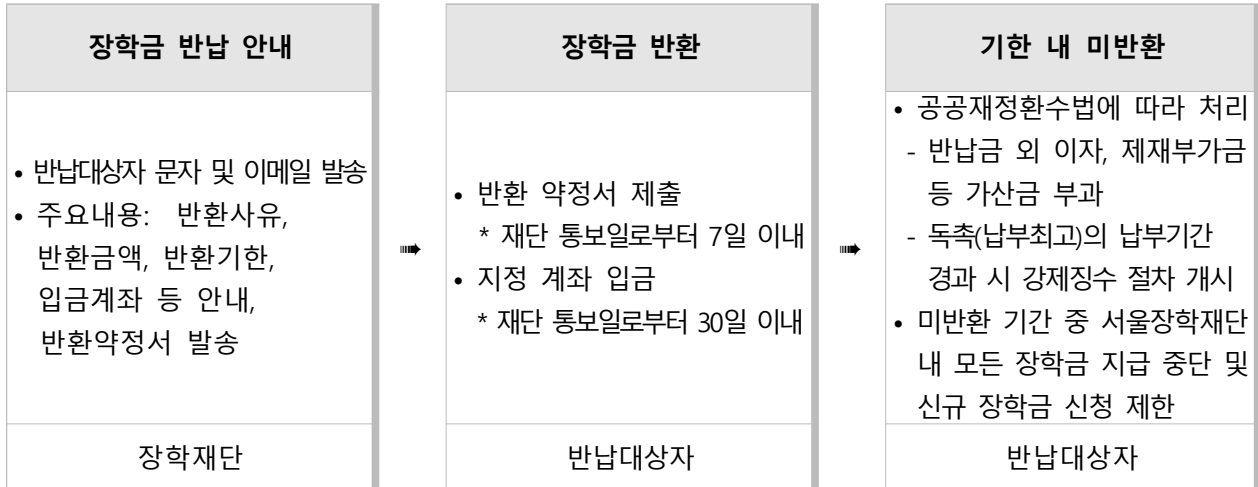 장학금 반납 안내
• 반납대상자 문자 및 이메일 발송
• 주요내용: 반환사유,
반환금액, 반환기한,
입금계좌 등 안내,
반환약정서 발송
장학재단
➠
장학금 반환
• 반환 약정서 제출
* 재단 통보일로부터 7일 이내
• 지정 계좌 입금
* 재단 통보일로부터 30일 이내
반납대상자
➠
기한 내 미반환
• 공공재정환수법에 따라 처리
- 반납금 외 이자, 제재부가금
등 가산금 부과
- 독촉(납부최고)의 납부기간
경과 시 강제징수 절차 개시
• 미반환 기간 중 서울장학재단
내 모든 장학금 지급 중단 및
신규 장학금 신청 제한
반납대상자